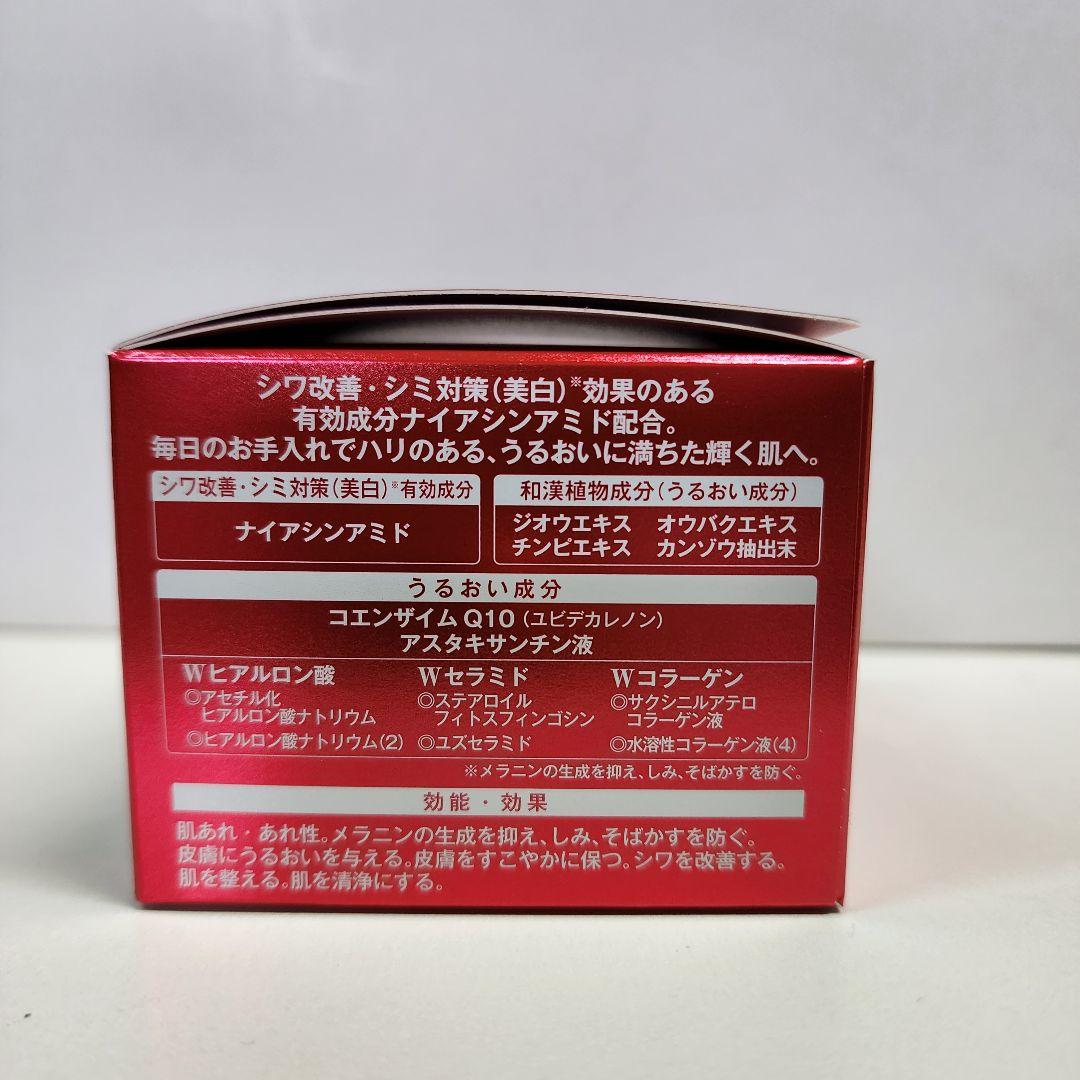 シワ改善・シミ対策（美白）※効果のある
有効成分ナイアシンアミド配合。
毎日のお手入れでハリのある、うるおいに満ちた輝く肌へ。
シワ改善・シミ対策（美白）※有効成分
ナイアシンアミド
和漢植物成分（うるおい成分）
ジオウエキス オウバクエキス
チンピエキス カンゾウ抽出末
うるおい成分
コエンザイムQ10（ユビデカレノン）
アスタキサンチン液
Wヒアルロン酸
◎アセチル化
ヒアルロン酸ナトリウム
◎ヒアルロン酸ナトリウム(2)
Wセラミド
◎ステアロイル
フィトスフィンゴシン
◎ユズセラミド
Wコラーゲン
◎サクシニルアテロ
コラーゲン液
◎水溶性コラーゲン液(4)
※メラニンの生成を抑え、しみ、そばかすを防ぐ。
効能・効果
肌あれ・あれ性。メラニンの生成を抑え、しみ、そばかすを防ぐ。
皮膚にうるおいを与える。皮膚をすこやかに保つ。シワを改善する。
肌を整える。肌を清浄にする。